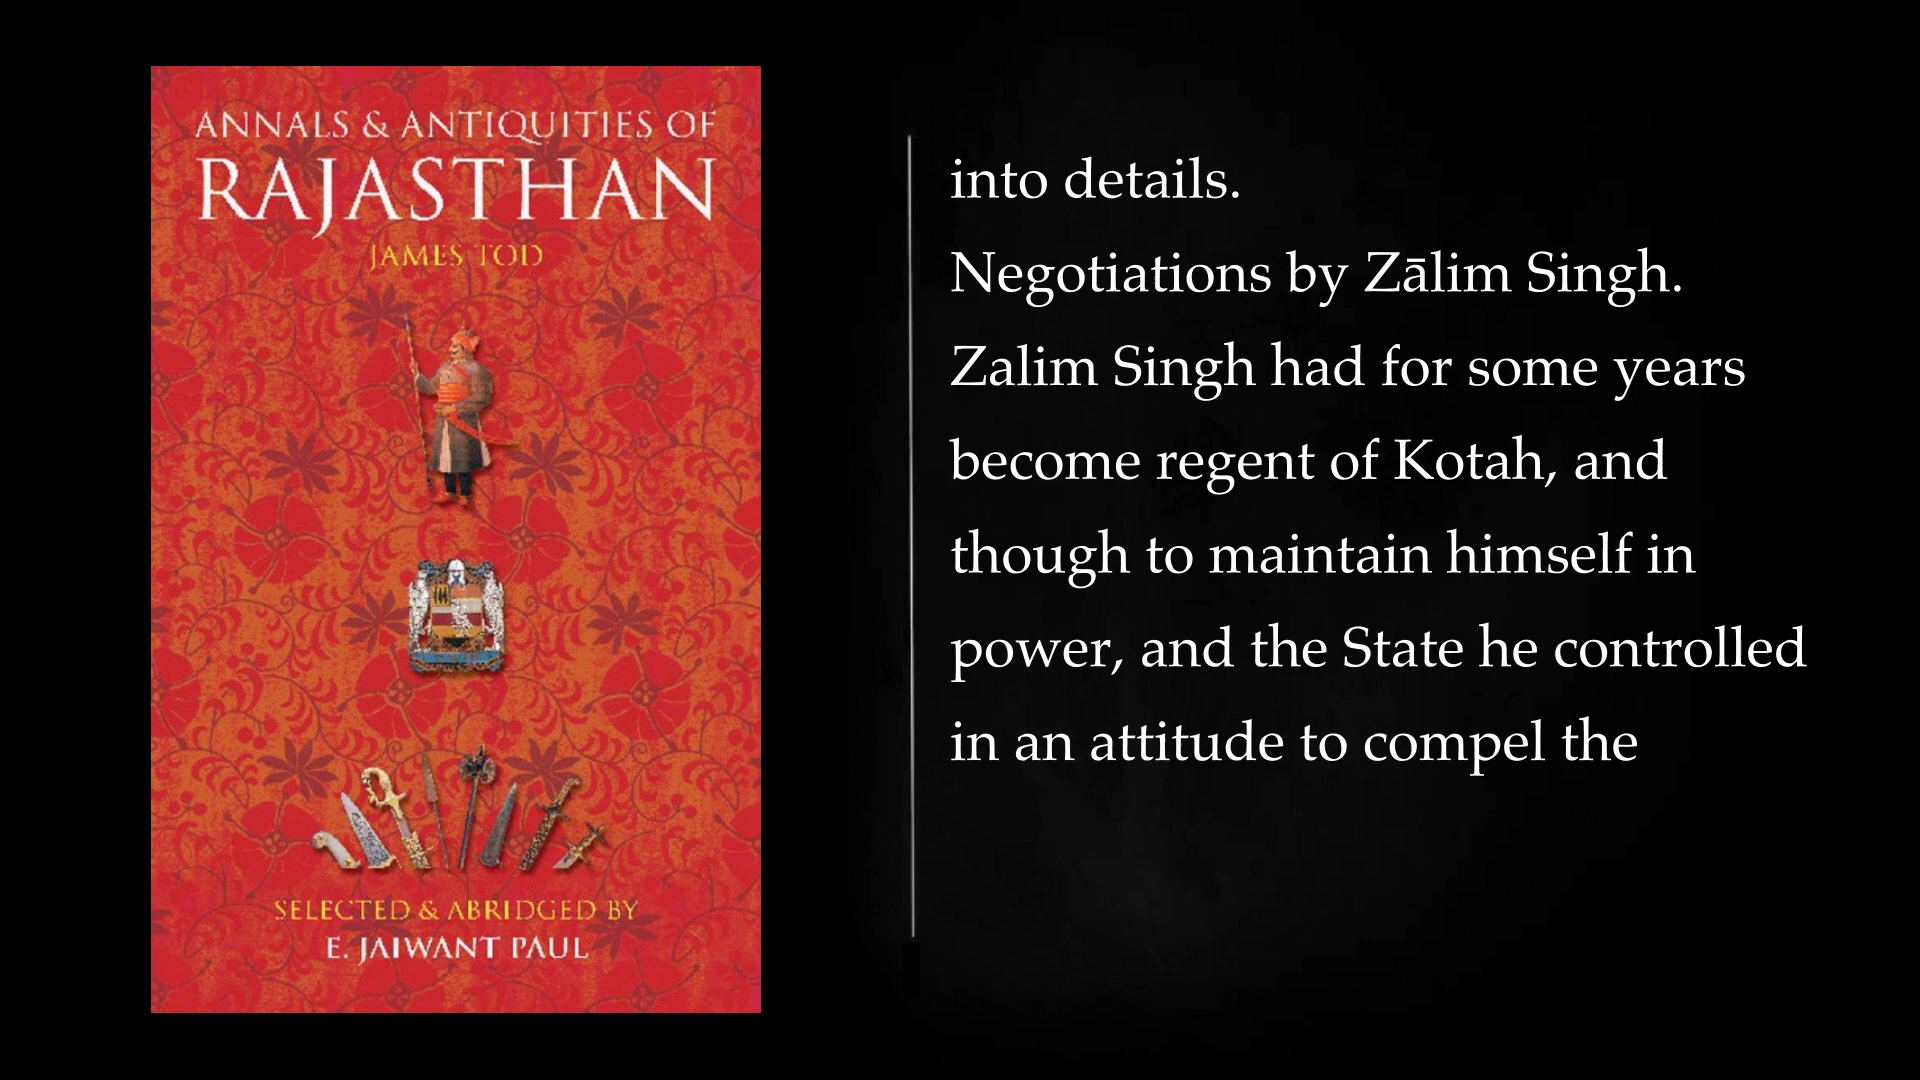 ANNALS & ANTIQUITIES OF
RAJASTHAN
JAMES TOD
SELECTED & ABRIDGED BY
E. JAIWANT PAUL
into details.
Negotiations by Zālim Singh.
Zalim Singh had for some years
become regent of Kotah, and
though to maintain himself in
power, and the State he controlled
in an attitude to compel the